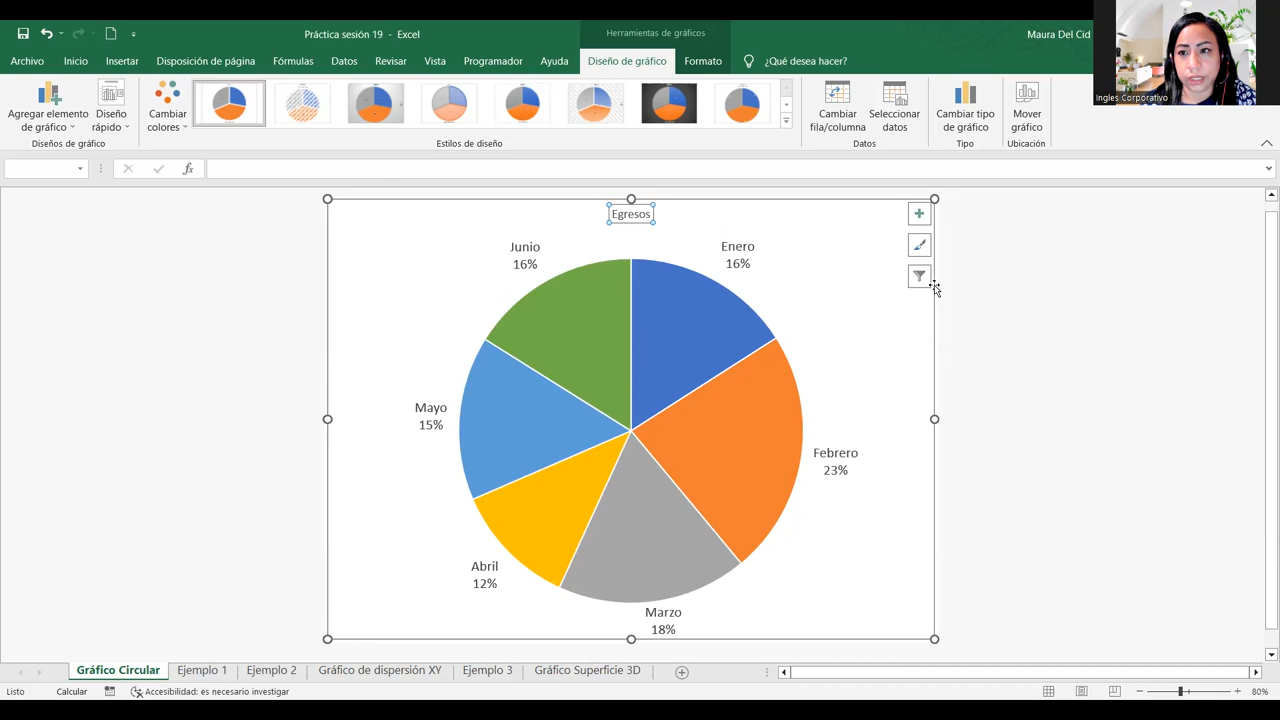 Práctica sesión 19 - Excel
Herramientas de gráficos
Maura Del Cid
Archivo Inicio Insertar Disposición de página Fórmulas Datos Revisar Vista Programador Ayuda Diseño de gráfico Formato ¿Qué desea hacer?
Ingles Corporativo
Agregar elemento de gráfico
Diseño rápido
Cambiar colores
Cambiar fila/columna
Seleccionar datos
Cambiar tipo de gráfico
Mover gráfico
Diseños de gráfico Estilos de diseño Datos Tipo Ubicación
fx
Egresos
Junio
16%
Enero
16%
Mayo
15%
Febrero
23%
Abril
12%
Marzo
18%
Gráfico Circular Ejemplo 1 Ejemplo 2 Gráfico de dispersión XY Ejemplo 3 Gráfico Superficie 3D
Listo Calcular Accesibilidad: es necesario investigar 80%